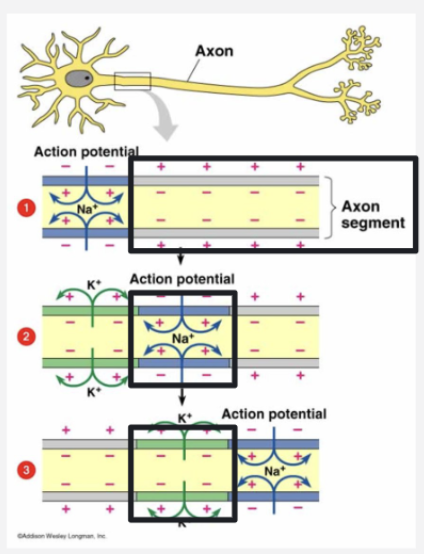 Axon
Action potential
1
Na⁺
Axon
segment
Action potential
K⁺
2
Na⁺
K⁺
Action potential
K⁺
3
Na⁺
K
©Addison Wesley Longman, Inc.